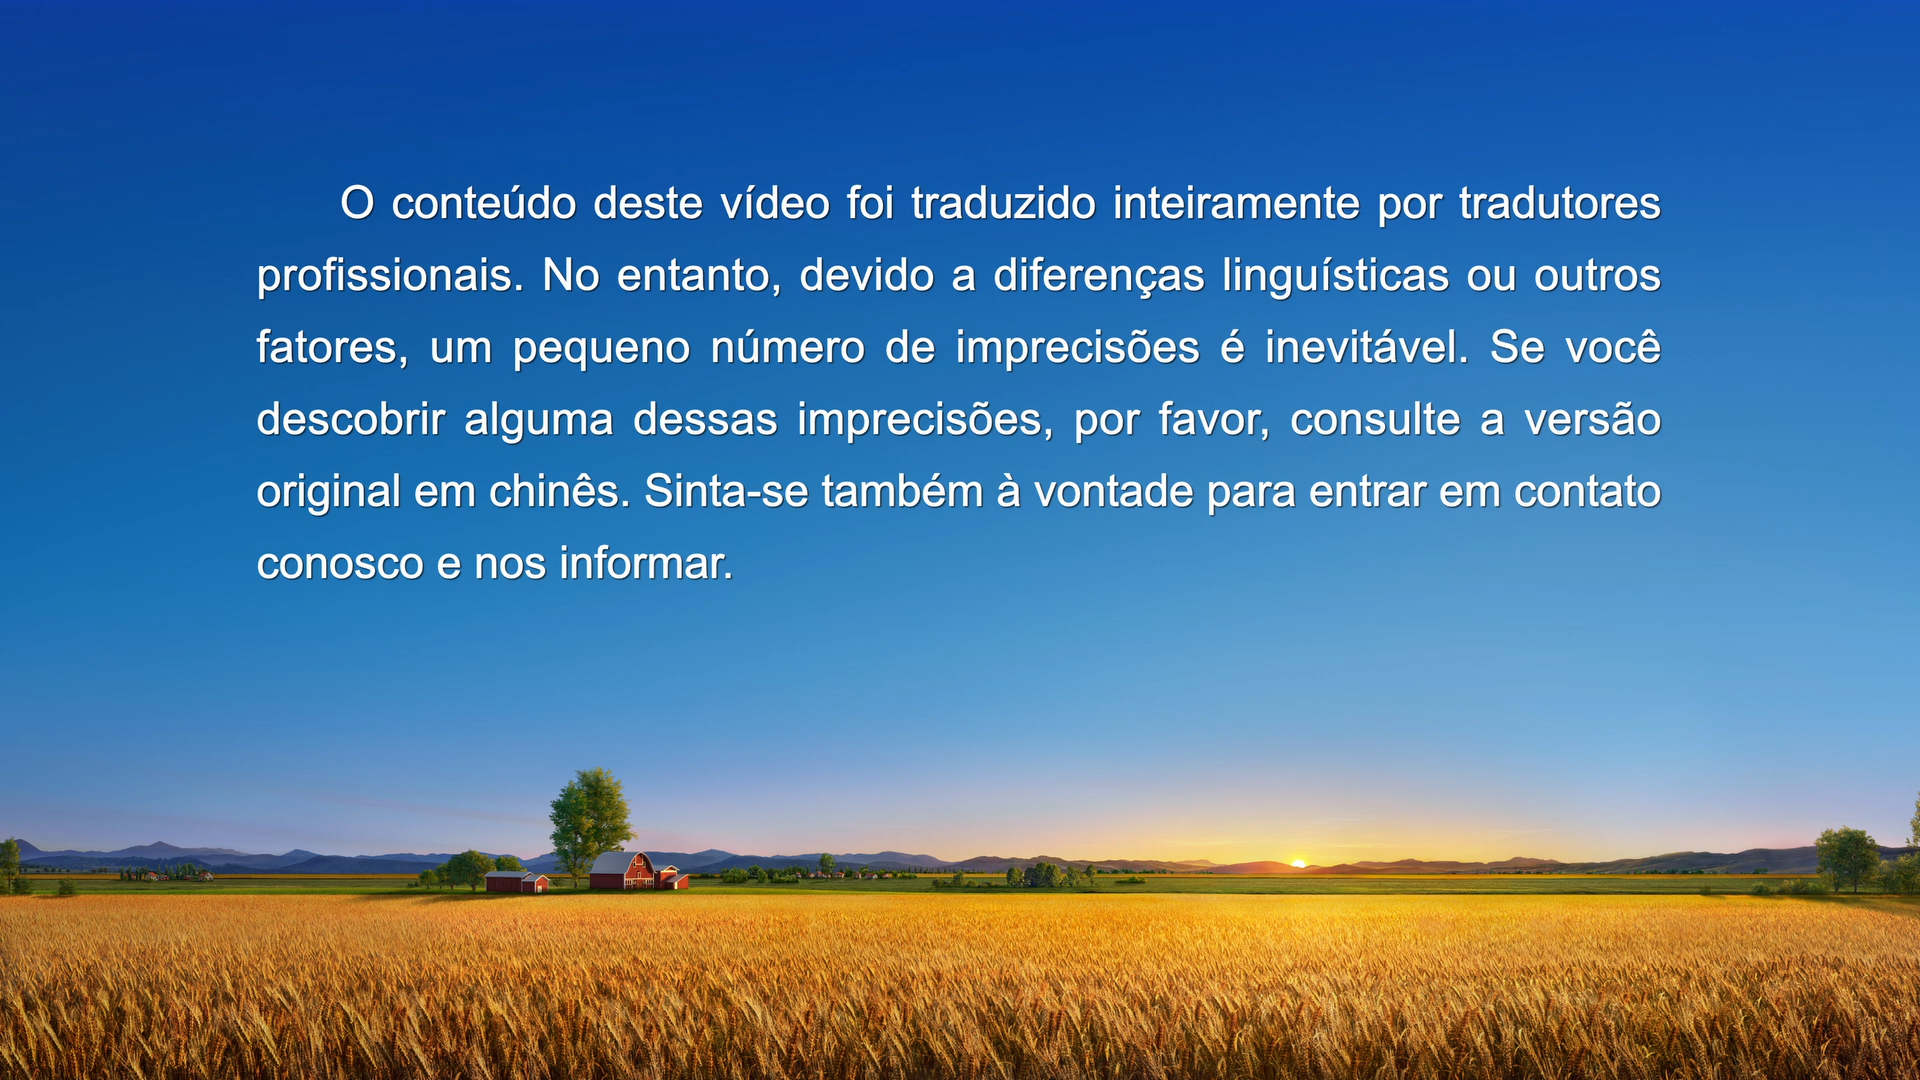 O conteúdo deste vídeo foi traduzido inteiramente por tradutores
profissionais. No entanto, devido a diferenças linguísticas ou outros
fatores, um pequeno número de imprecisões é inevitável. Se você
descobrir alguma dessas imprecisões, por favor, consulte a versão
original em chinês. Sinta-se também à vontade para entrar em contato
conosco e nos informar.